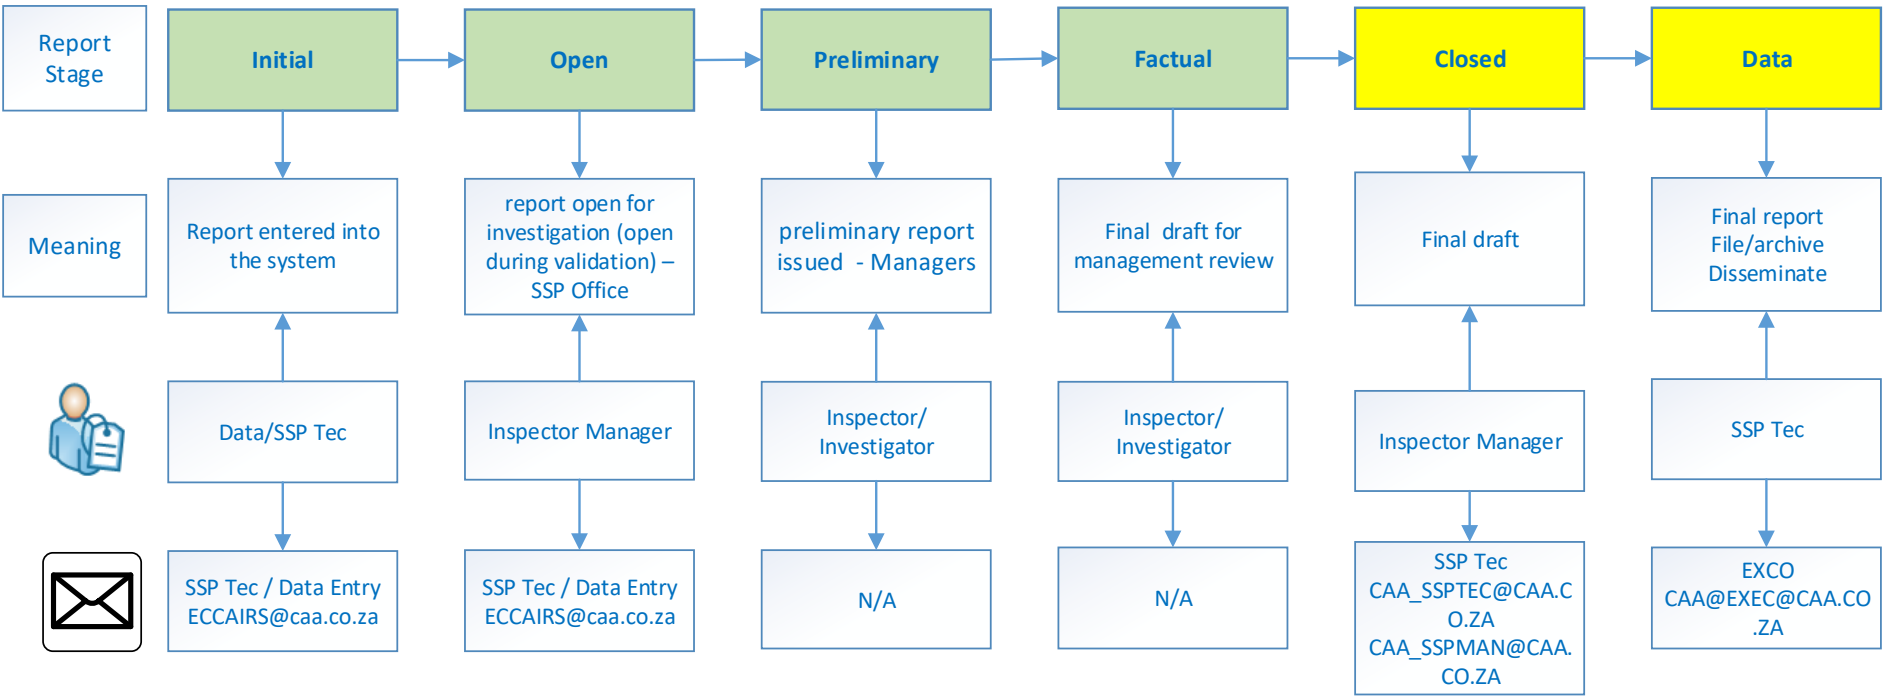 Report
Stage
Initial
Open
Preliminary
Factual
Closed
Data
Meaning
Report entered into
the system
report open for
investigation (open
during validation) –
SSP Office
preliminary report
issued - Managers
Final draft for
management review
Final draft
Final report
File/archive
Disseminate
Data/SSP Tec
Inspector Manager
Inspector/
Investigator
Inspector/
Investigator
Inspector Manager
SSP Tec
SSP Tec / Data Entry
ECCAIRS@caa.co.za
SSP Tec / Data Entry
ECCAIRS@caa.co.za
N/A
N/A
SSP Tec
CAA_SSPTEC@CAA.C
O.ZA
CAA_SSPMAN@CAA.
CO.ZA
EXCO
CAA@EXEC@CAA.CO
.ZA